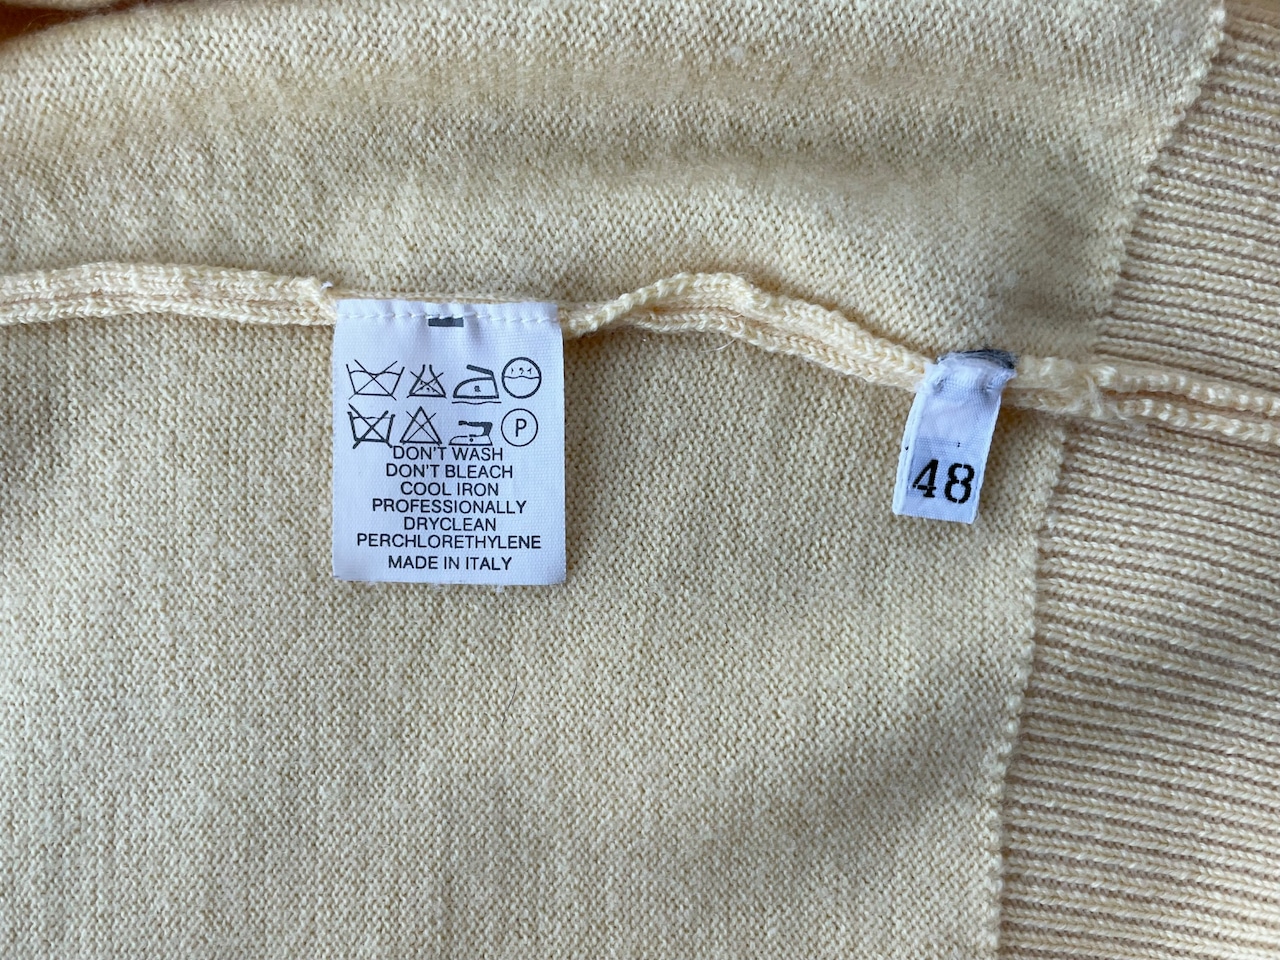 P
DON'T WASH
DON'T BLEACH
COOL IRON
PROFESSIONALLY
DRYCLEAN
PERCHLORETHYLENE
MADE IN ITALY
48